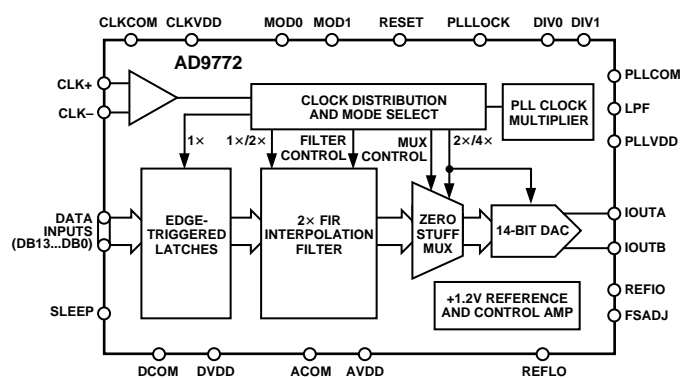 CLKCOM CLKVDD MOD0 MOD1 RESET PLLLOCK DIV0 DIV1
AD9772
CLK+
CLK–
CLOCK DISTRIBUTION
AND MODE SELECT
PLL CLOCK
MULTIPLIER
PLLCOM
LPF
PLLVDD
1×
1×/2×
FILTER
CONTROL
MUX
CONTROL
2×/4×
DATA
INPUTS
(DB13...DB0)
EDGE-
TRIGGERED
LATCHES
2× FIR
INTERPOLATION
FILTER
ZERO
STUFF
MUX
14-BIT DAC
IOUTA
IOUTB
+1.2V REFERENCE
AND CONTROL AMP
REFIO
FSADJ
SLEEP
DCOM DVDD ACOM AVDD REFLO